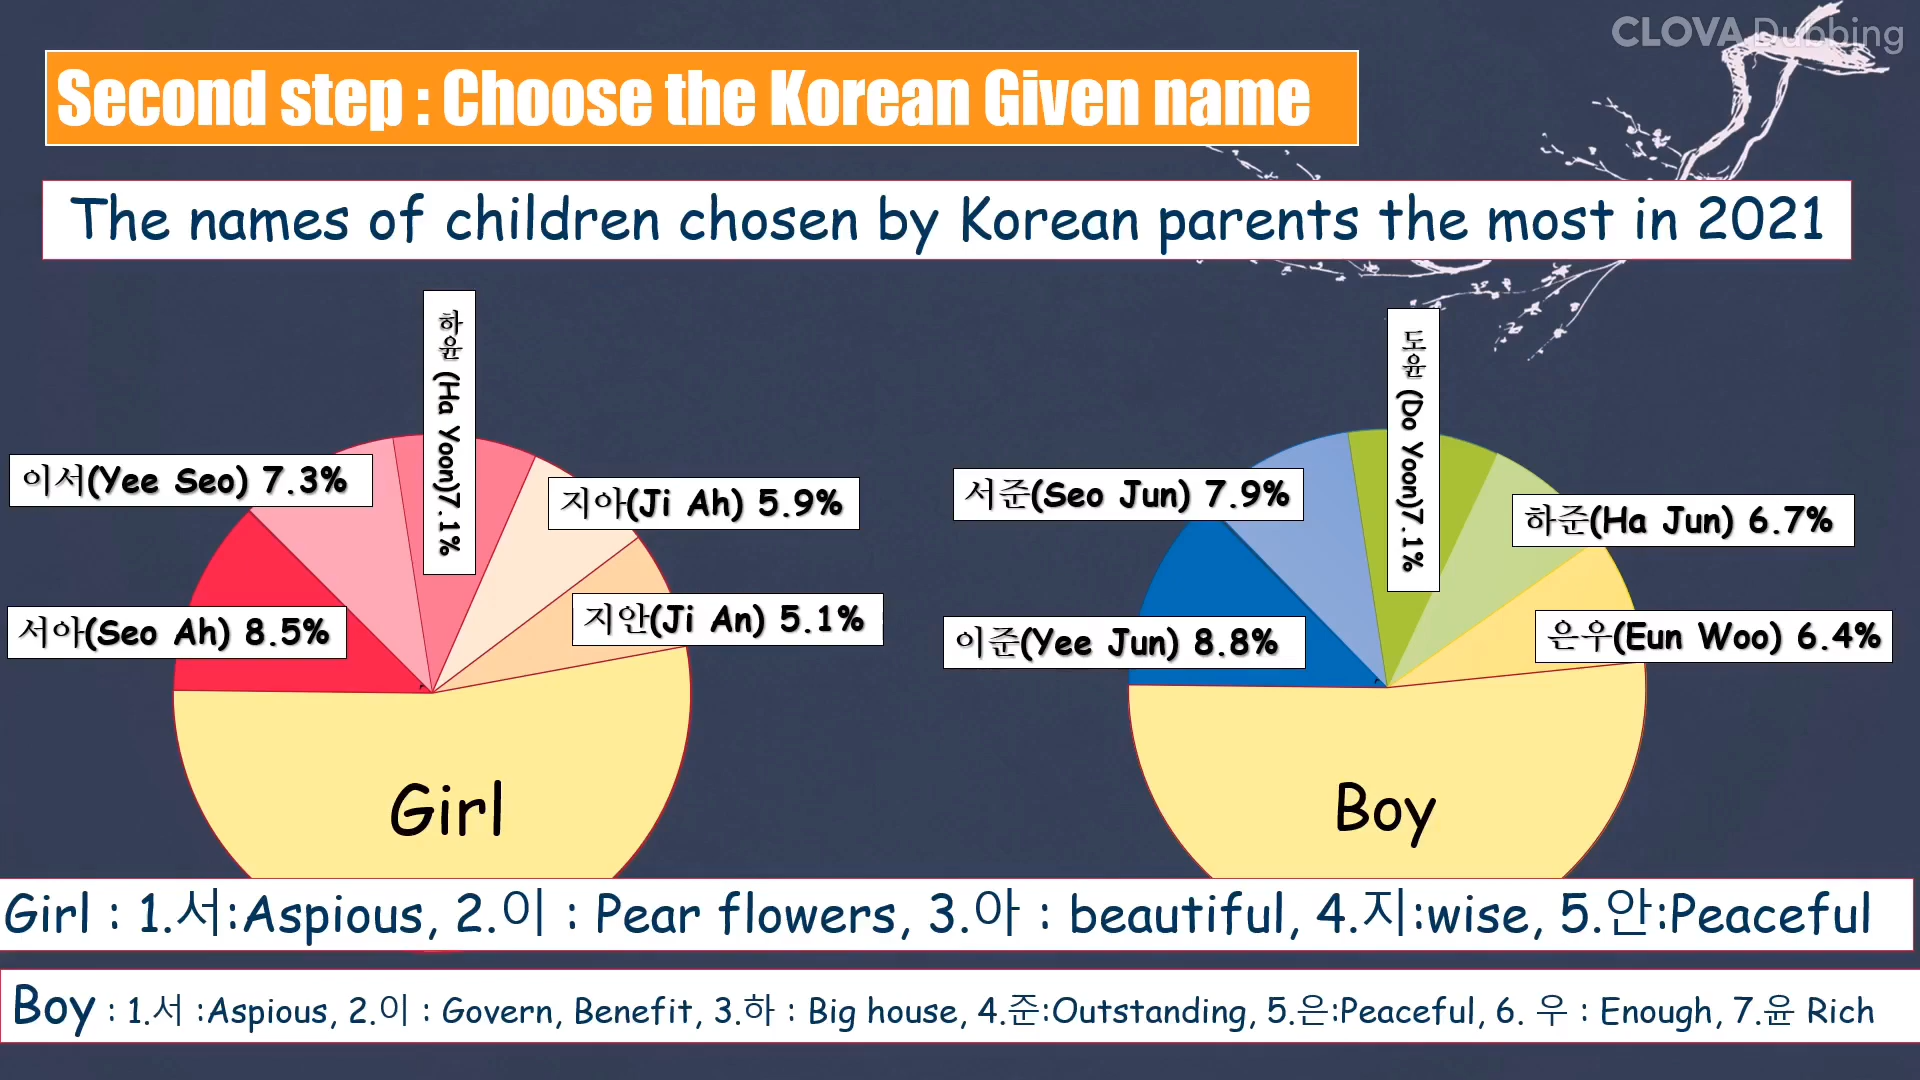 CLOVA Dubbing
Second step : Choose the Korean Given name
The names of children chosen by Korean parents the most in 2021
하윤 (Ha Yoon)7.1%
이서(Yee Seo) 7.3%
지아(Ji Ah) 5.9%
서아(Seo Ah) 8.5%
지안(Ji An) 5.1%
Girl
도윤 (Do Yoon)7.1%
서준(Seo Jun) 7.9%
하준(Ha Jun) 6.7%
이준(Yee Jun) 8.8%
은우(Eun Woo) 6.4%
Boy
Girl : 1.서:Aspious, 2.이 : Pear flowers, 3.아 : beautiful, 4.지:wise, 5.안:Peaceful
Boy : 1.서 :Aspious, 2.이 : Govern, Benefit, 3.하 : Big house, 4.준:Outstanding, 5.은:Peaceful, 6. 우 : Enough, 7.윤 Rich